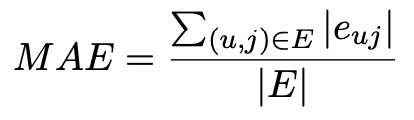 MAE = \frac{\sum_{(u,j) \in E} |e_{uj}|}{|E|}